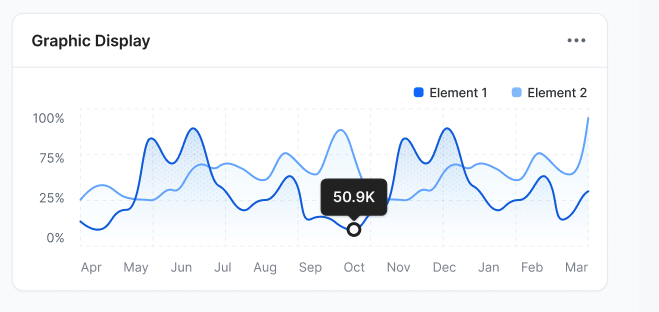 Graphic Display
Element 1 Element 2
100%
75%
25%
0%
50.9K
Apr May Jun Jul Aug Sep Oct Nov Dec Jan Feb Mar